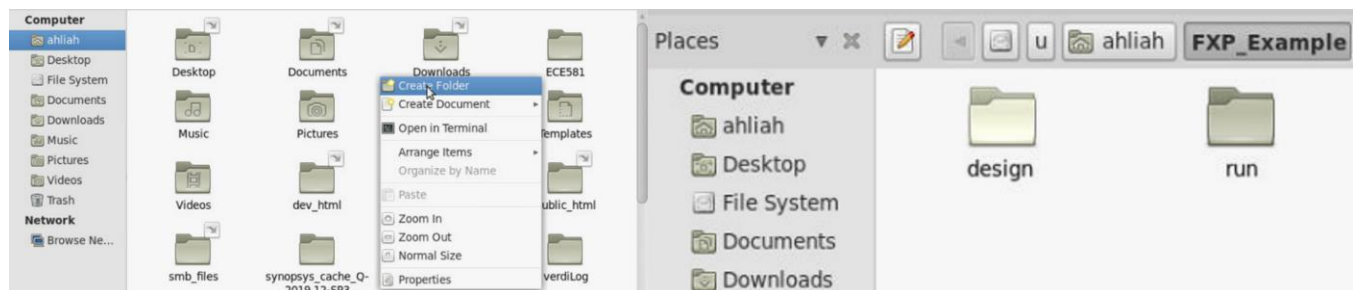 Computer
ahliah
Desktop
File System
Documents
Downloads
Music
Pictures
Videos
Trash
Network
Browse Ne...
Desktop
Documents
Downloads
ECE581
Music
Pictures
Templates
Videos
dev_html
ublic_html
smb_files
synopsys_cache_Q-
2019.12-SP3
verdiLog
Create Folder
Create Document
Open in Terminal
Arrange Items
Organize by Name
Paste
Zoom In
Zoom Out
Normal Size
Properties
Places
u
ahliah
FXP_Example
Computer
ahliah
Desktop
File System
Documents
Downloads
design
run